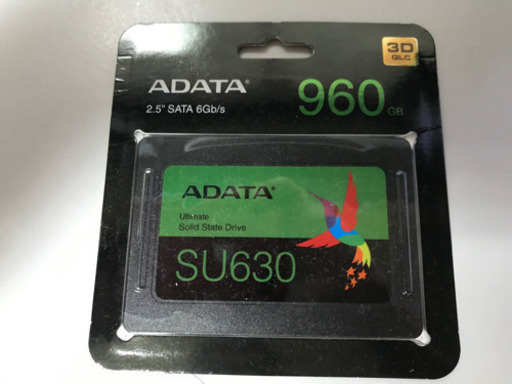 3D
QLC
ADATA®
960 GB
2.5" SATA 6Gb/s
ADATA®
Ultimate
Solid State Drive
SU630